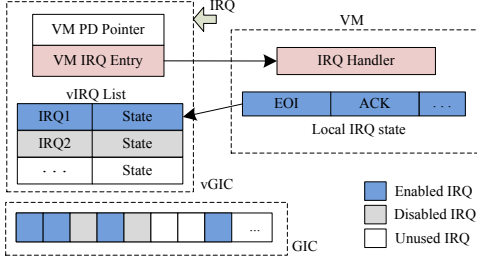 IRQ
VM
VM PD Pointer
VM IRQ Entry
IRQ Handler
vIRQ List
IRQ1 State
EOI ACK . . .
IRQ2 State
Local IRQ state
. . . State
vGIC
Enabled IRQ
Disabled IRQ
...
Unused IRQ
GIC